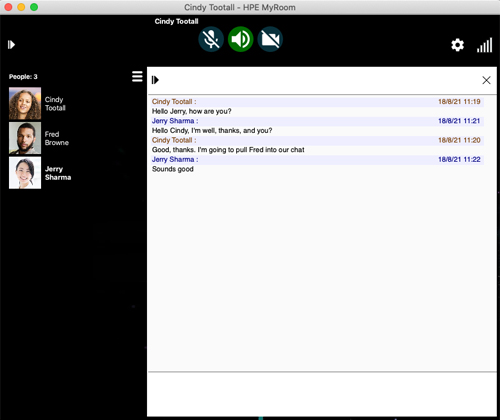 Cindy Tootall - HPE MyRoom
Cindy Tootall
People: 3
Cindy
Tootall
Fred
Browne
Jerry
Sharma
Cindy Tootall : 18/8/21 11:19
Hello Jerry, how are you?
Jerry Sharma : 18/8/21 11:21
Hello Cindy, I'm well, thanks, and you?
Cindy Tootall : 18/8/21 11:20
Good, thanks. I'm going to pull Fred into our chat
Jerry Sharma : 18/8/21 11:22
Sounds good